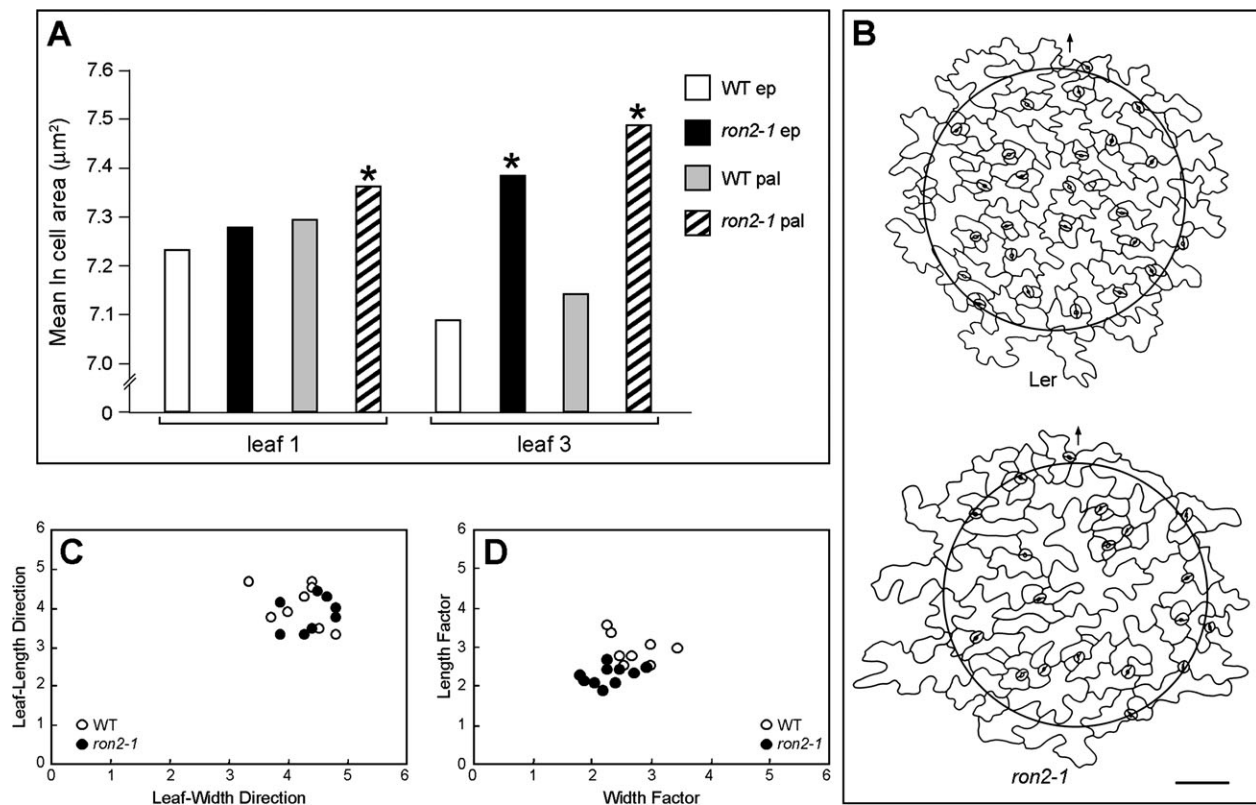 A
Mean ln cell area (µm²)
7.6
7.5
7.4
7.3
7.2
7.1
7.0
0
*
*
*
leaf 1
leaf 3
WT ep
ron2-1 ep
WT pal
ron2-1 pal
B
Ler
ron2-1
C
Leaf-Length Direction
6
5
4
3
2
1
0
0 1 2 3 4 5 6
Leaf-Width Direction
WT
ron2-1
D
Length Factor
6
5
4
3
2
1
0
0 1 2 3 4 5 6
Width Factor
WT
ron2-1